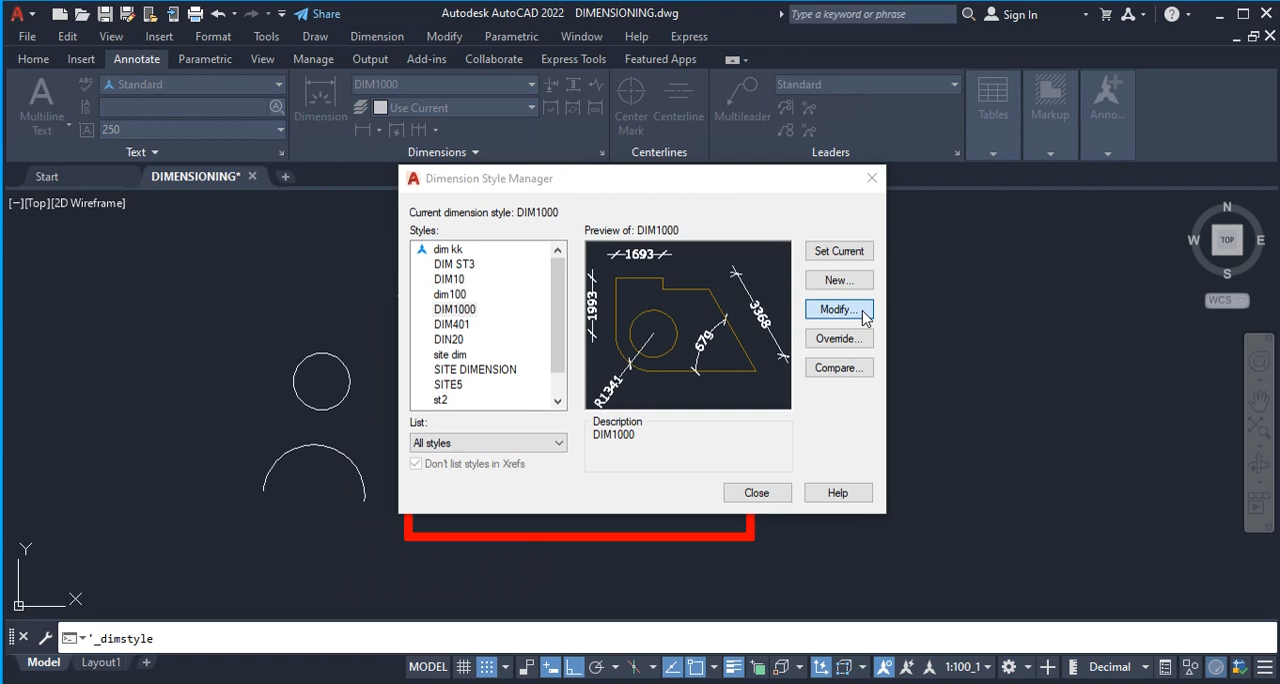 Share
Autodesk AutoCAD 2022 DIMENSIONING.dwg
Type a keyword or phrase
Sign In
File Edit View Insert Format Tools Draw Dimension Modify Parametric Window Help Express
Home Insert Annotate Parametric View Manage Output Add-ins Collaborate Express Tools Featured Apps
Multiline Text
Standard
250
Text
Dimension
DIM1000
Use Current
Dimensions
Center Mark
Centerline
Centerlines
Multileader
Standard
Leaders
Tables
Markup
Anno...
Start
DIMENSIONING*
[−][Top][2D Wireframe]
Dimension Style Manager
Current dimension style: DIM1000
Styles:
dim kk
DIM ST3
DIM10
dim100
DIM1000
DIM401
DIN20
site dim
SITE DIMENSION
SITE5
st2
List:
All styles
Don't list styles in Xrefs
Preview of: DIM1000
1693
1993
3368
67g
R1341
Description
DIM1000
Set Current
New...
Modify...
Override...
Compare...
Close
Help
N
W
TOP
E
S
WCS
Y
X
'_dimstyle
Model Layout1
MODEL
1:100_1
Decimal